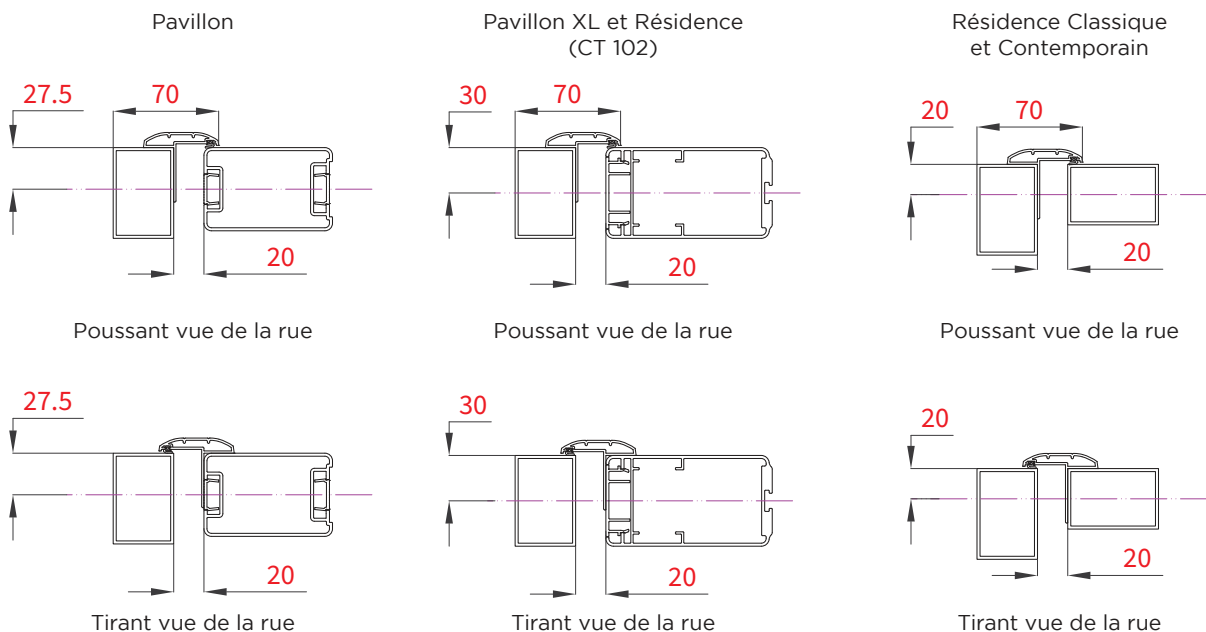 Pavillon
Pavillon XL et Résidence
(CT 102)
Résidence Classique
et Contemporain
27.5
70
20
Poussant vue de la rue
30
70
20
Poussant vue de la rue
20
70
20
Poussant vue de la rue
27.5
20
Tirant vue de la rue
30
20
Tirant vue de la rue
20
20
Tirant vue de la rue